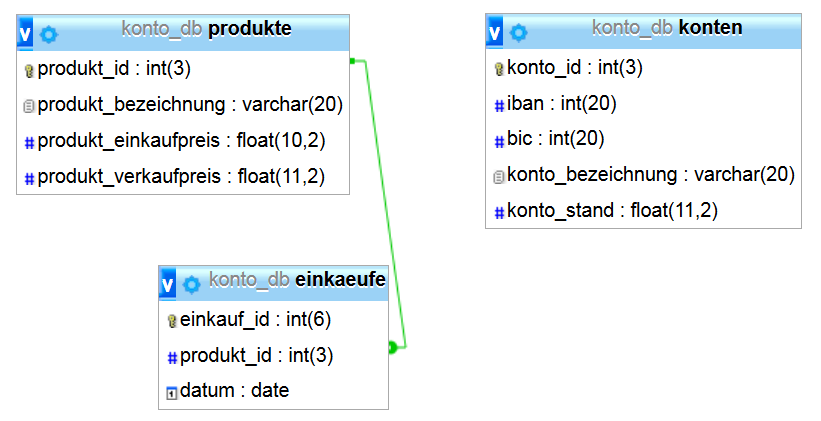 konto_db produkte
produkt_id : int(3)
produkt_bezeichnung : varchar(20)
produkt_einkaufpreis : float(10,2)
produkt_verkaufpreis : float(11,2)
konto_db konten
konto_id : int(3)
iban : int(20)
bic : int(20)
konto_bezeichnung : varchar(20)
konto_stand : float(11,2)
konto_db einkaeufe
einkauf_id : int(6)
produkt_id : int(3)
datum : date